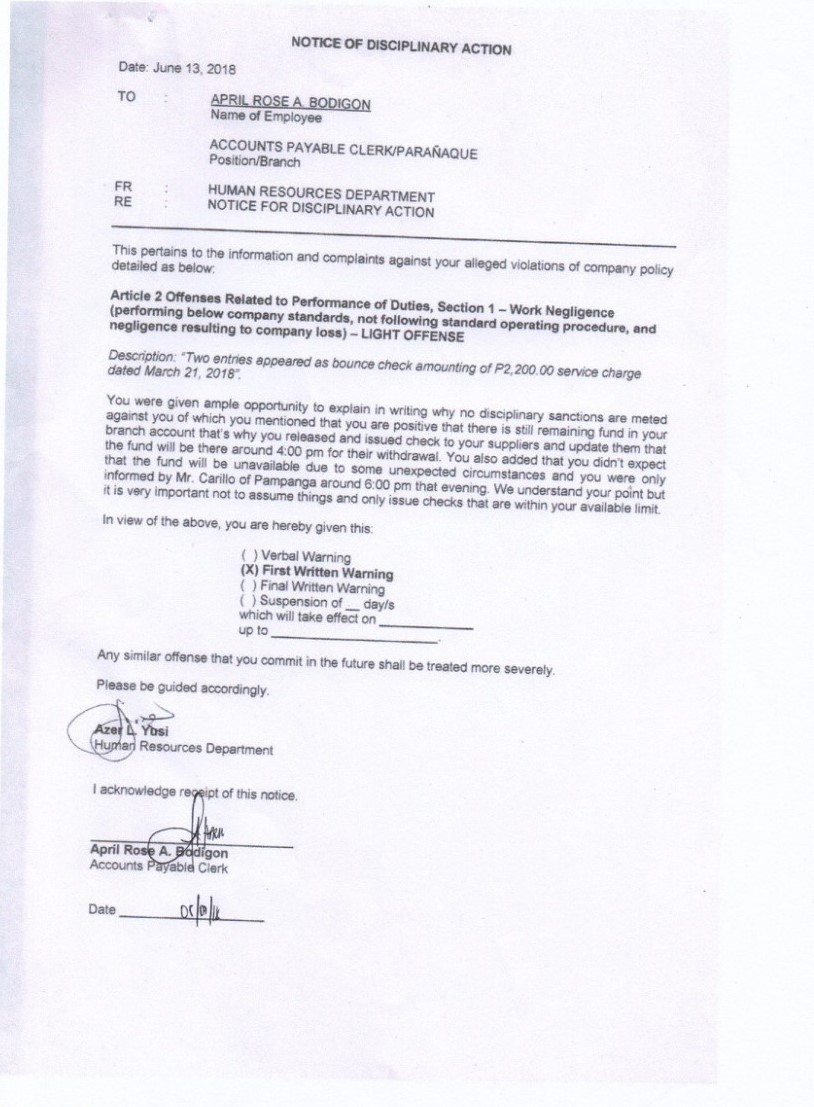 NOTICE OF DISCIPLINARY ACTION
Date: June 13, 2018
TO : APRIL ROSE A. BODIGON
Name of Employee
ACCOUNTS PAYABLE CLERK/PARAÑAQUE
Position/Branch
FR : HUMAN RESOURCES DEPARTMENT
RE : NOTICE FOR DISCIPLINARY ACTION
This pertains to the information and complaints against your alleged violations of company policy
detailed as below:
Article 2 Offenses Related to Performance of Duties, Section 1 – Work Negligence
(performing below company standards, not following standard operating procedure, and
negligence resulting to company loss) – LIGHT OFFENSE
Description: "Two entries appeared as bounce check amounting of P2,200.00 service charge
dated March 21, 2018".
You were given ample opportunity to explain in writing why no disciplinary sanctions are meted
against you of which you mentioned that you are positive that there is still remaining fund in your
branch account that's why you released and issued check to your suppliers and update them that
the fund will be there around 4:00 pm for their withdrawal. You also added that you didn't expect
that the fund will be unavailable due to some unexpected circumstances and you were only
informed by Mr. Carillo of Pampanga around 6:00 pm that evening. We understand your point but
it is very important not to assume things and only issue checks that are within your available limit.
In view of the above, you are hereby given this:
( ) Verbal Warning
(X) First Written Warning
( ) Final Written Warning
( ) Suspension of __ day/s
which will take effect on ______________
up to ________________________.
Any similar offense that you commit in the future shall be treated more severely.
Please be guided accordingly.
Azer L. Yusi
Human Resources Department
I acknowledge receipt of this notice.
April Rose A. Bodigon
Accounts Payable Clerk
Date